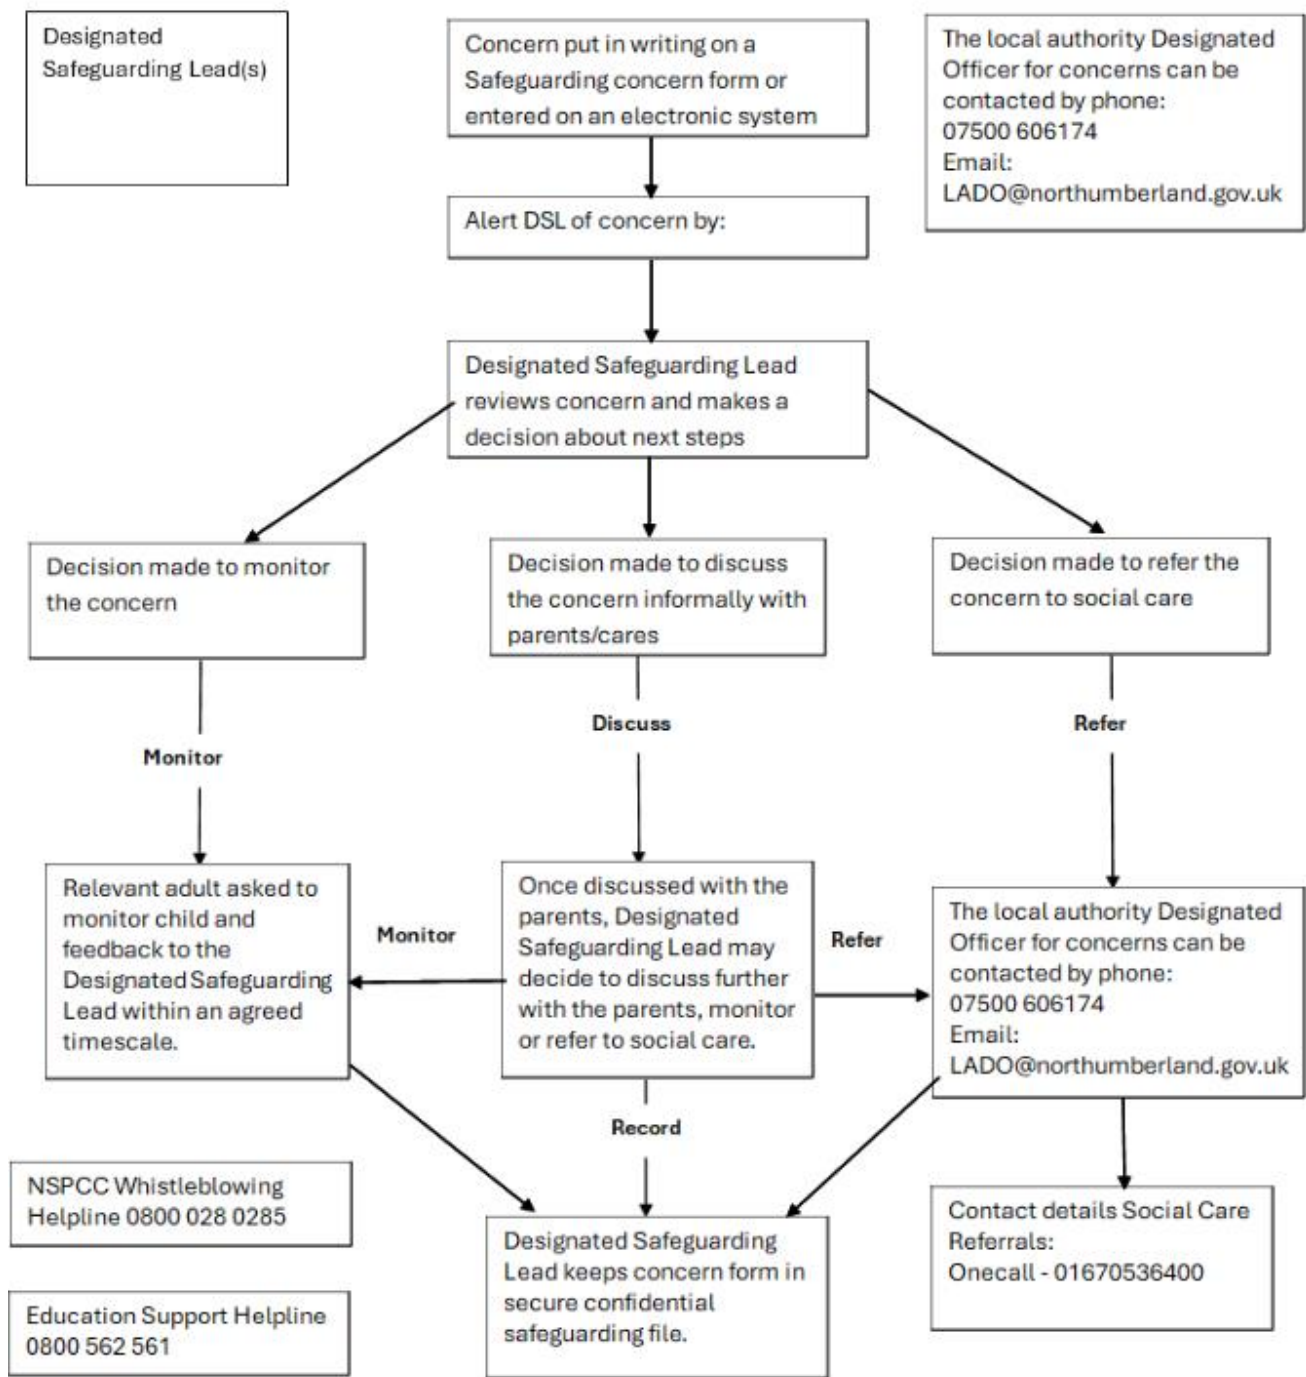 Designated
Safeguarding Lead(s)
Concern put in writing on a
Safeguarding concern form or
entered on an electronic system
The local authority Designated
Officer for concerns can be
contacted by phone:
07500 606174
Email:
LADO@northumberland.gov.uk
Alert DSL of concern by:
Designated Safeguarding Lead
reviews concern and makes a
decision about next steps
Decision made to monitor
the concern
Decision made to discuss
the concern informally with
parents/cares
Decision made to refer the
concern to social care
Monitor
Discuss
Refer
Relevant adult asked to
monitor child and
feedback to the
Designated Safeguarding
Lead within an agreed
timescale.
Monitor
Once discussed with the
parents, Designated
Safeguarding Lead may
decide to discuss further
with the parents, monitor
or refer to social care.
Refer
The local authority Designated
Officer for concerns can be
contacted by phone:
07500 606174
Email:
LADO@northumberland.gov.uk
Record
NSPCC Whistleblowing
Helpline 0800 028 0285
Education Support Helpline
0800 562 561
Designated Safeguarding
Lead keeps concern form in
secure confidential
safeguarding file.
Contact details Social Care
Referrals:
Onecall - 01670536400